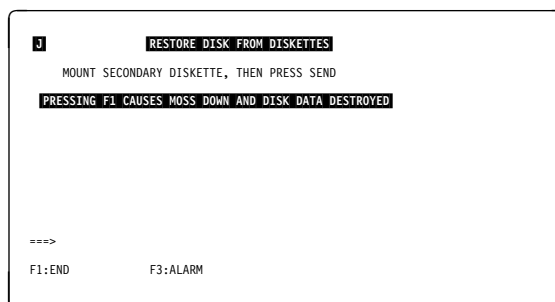 J RESTORE DISK FROM DISKETTES
MOUNT SECONDARY DISKETTE, THEN PRESS SEND
PRESSING F1 CAUSES MOSS DOWN AND DISK DATA DESTROYED
===>
F1:END F3:ALARM